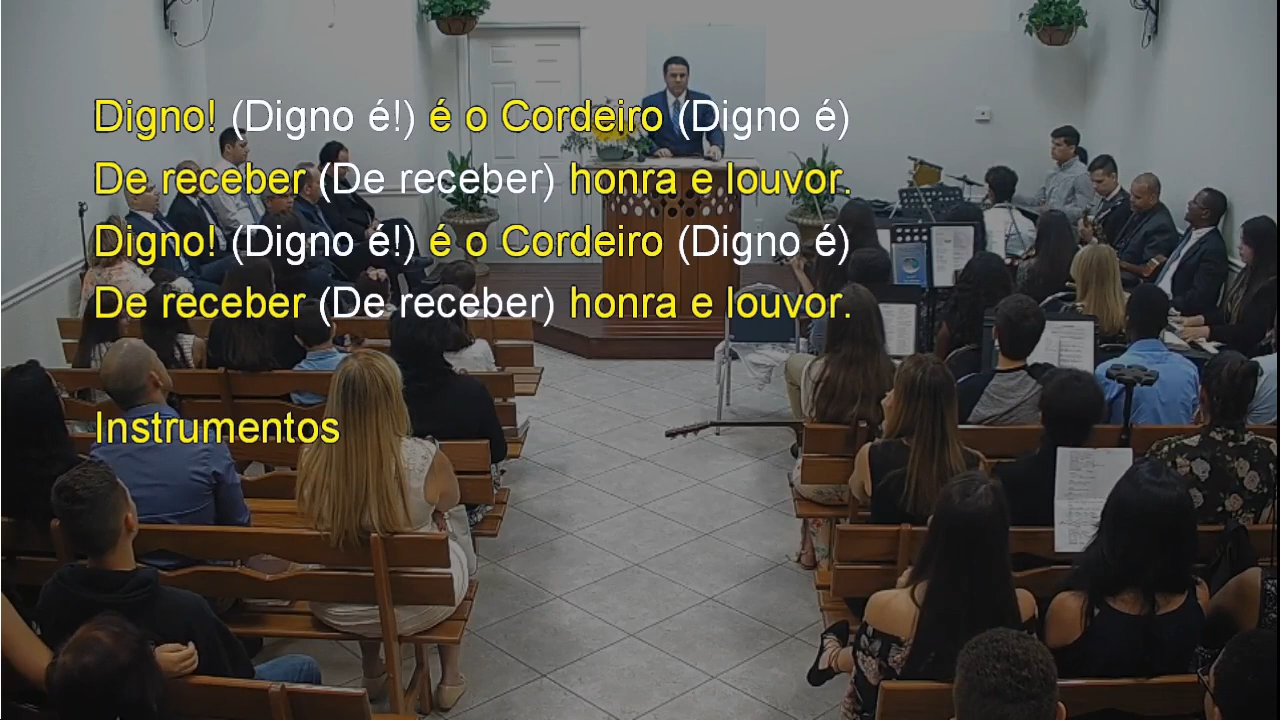 Digno! (Digno é!) é o Cordeiro (Digno é)
De receber (De receber) honra e louvor.
Digno! (Digno é!) é o Cordeiro (Digno é)
De receber (De receber) honra e louvor.
Instrumentos